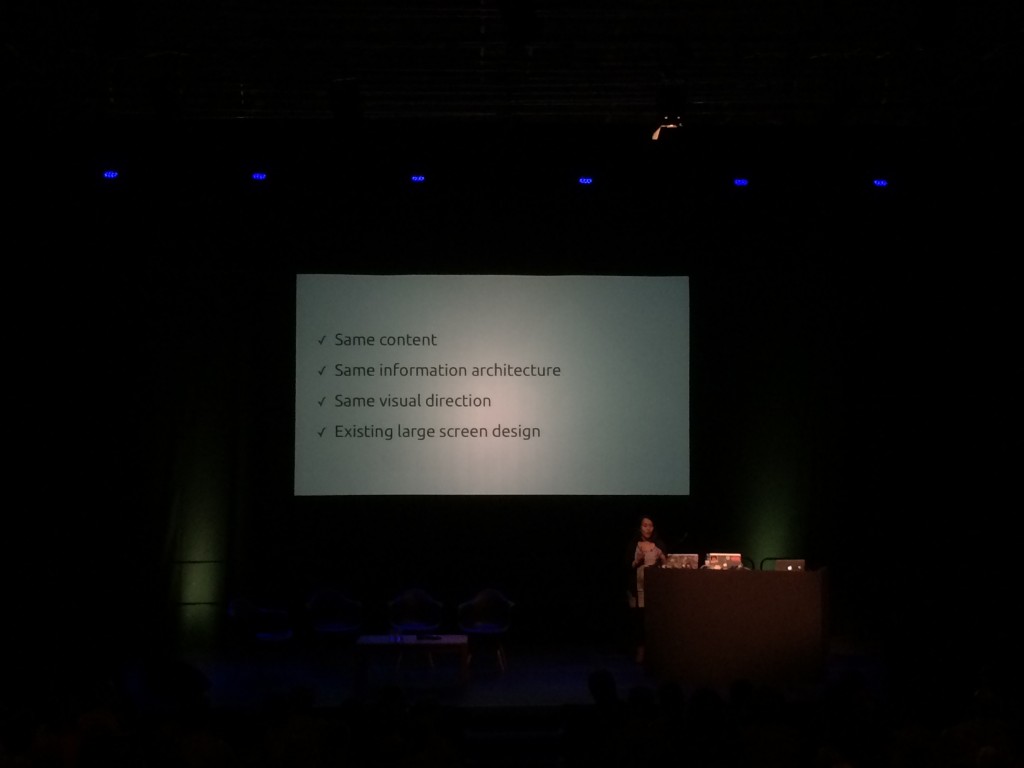 ✓ Same content
✓ Same information architecture
✓ Same visual direction
✓ Existing large screen design